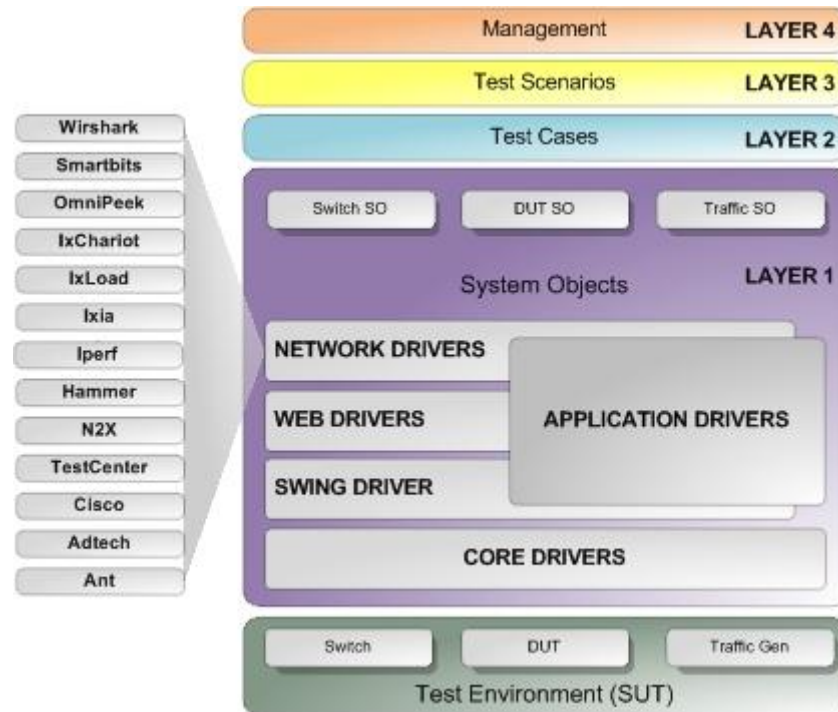 Management LAYER 4
Test Scenarios LAYER 3
Test Cases LAYER 2
Wirshark
Smartbits
OmniPeek
IxChariot
IxLoad
Ixia
Iperf
Hammer
N2X
TestCenter
Cisco
Adtech
Ant
Switch SO DUT SO Traffic SO
System Objects LAYER 1
NETWORK DRIVERS
WEB DRIVERS
SWING DRIVER
APPLICATION DRIVERS
CORE DRIVERS
Switch DUT Traffic Gen
Test Environment (SUT)